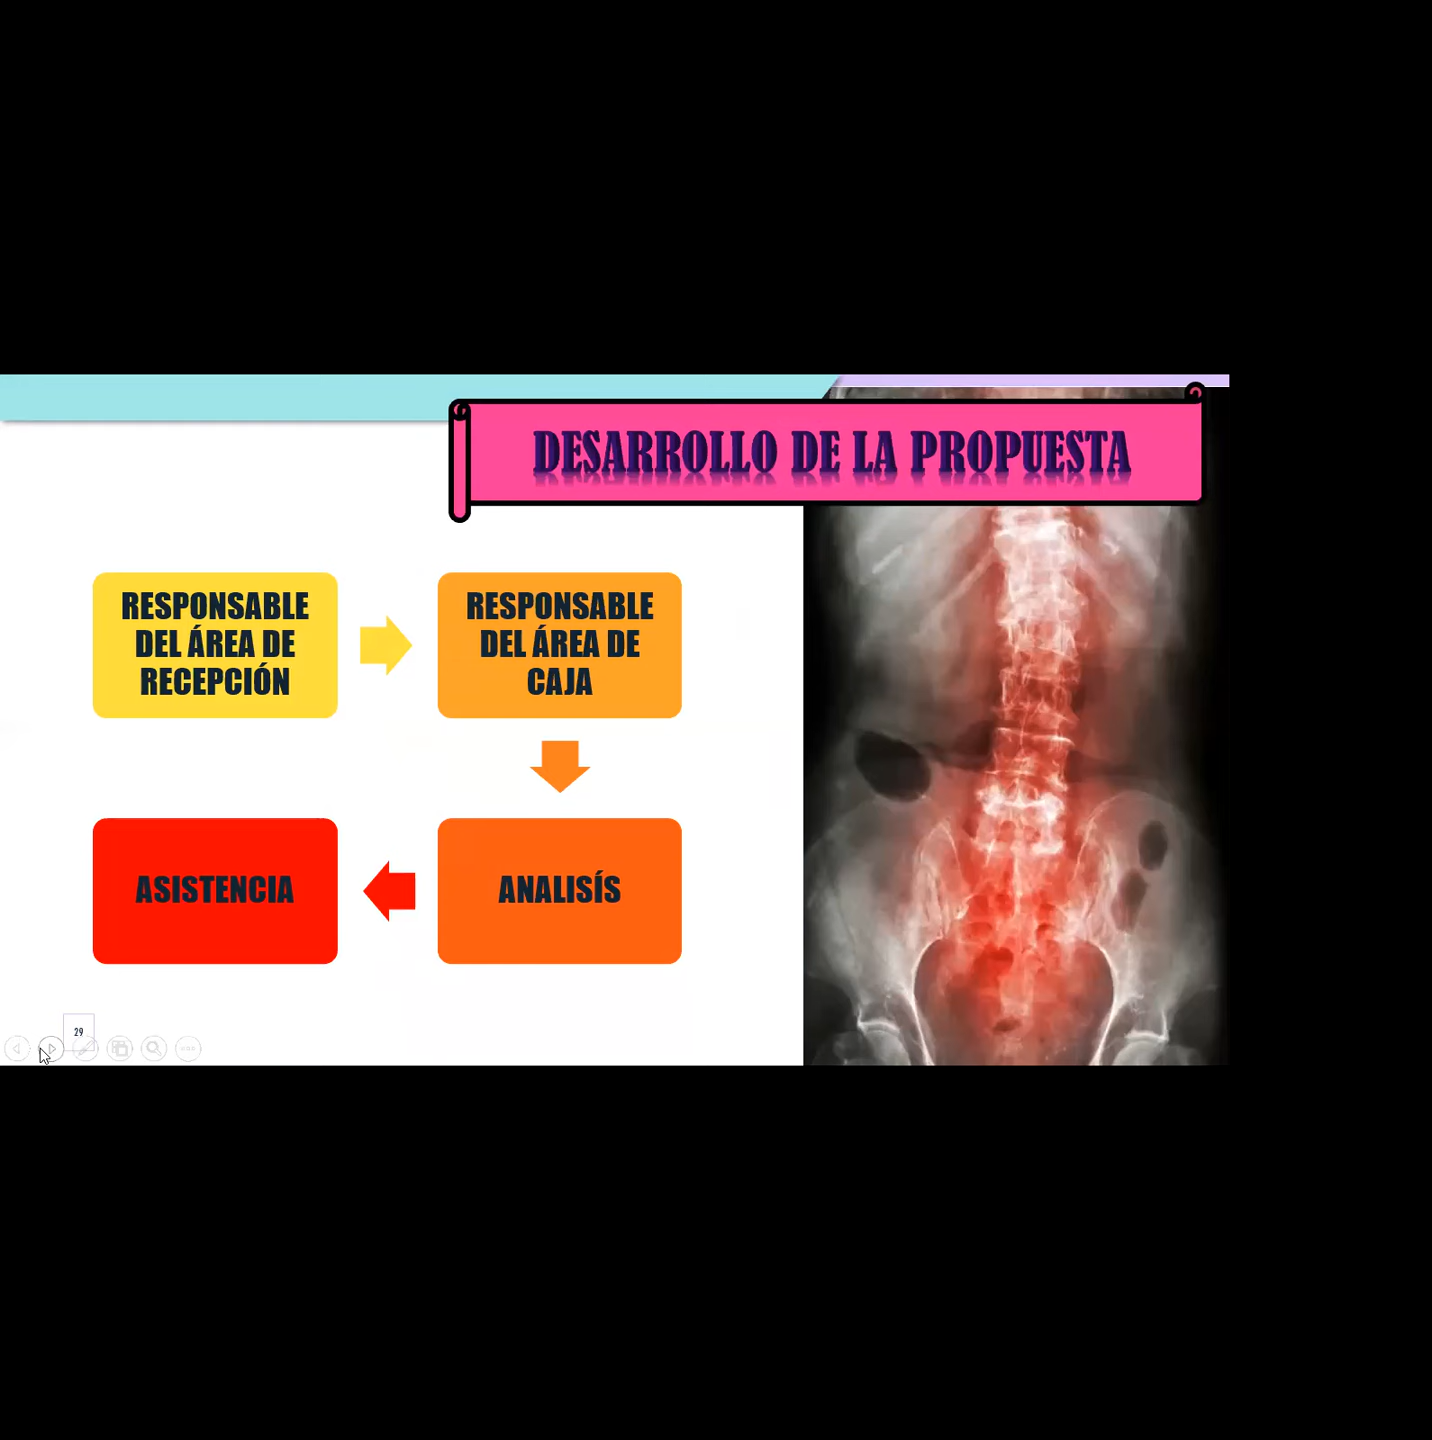 DESARROLLO DE LA PROPUESTA
RESPONSABLE
DEL ÁREA DE
RECEPCIÓN
RESPONSABLE
DEL ÁREA DE
CAJA
ASISTENCIA
ANALISÍS
29